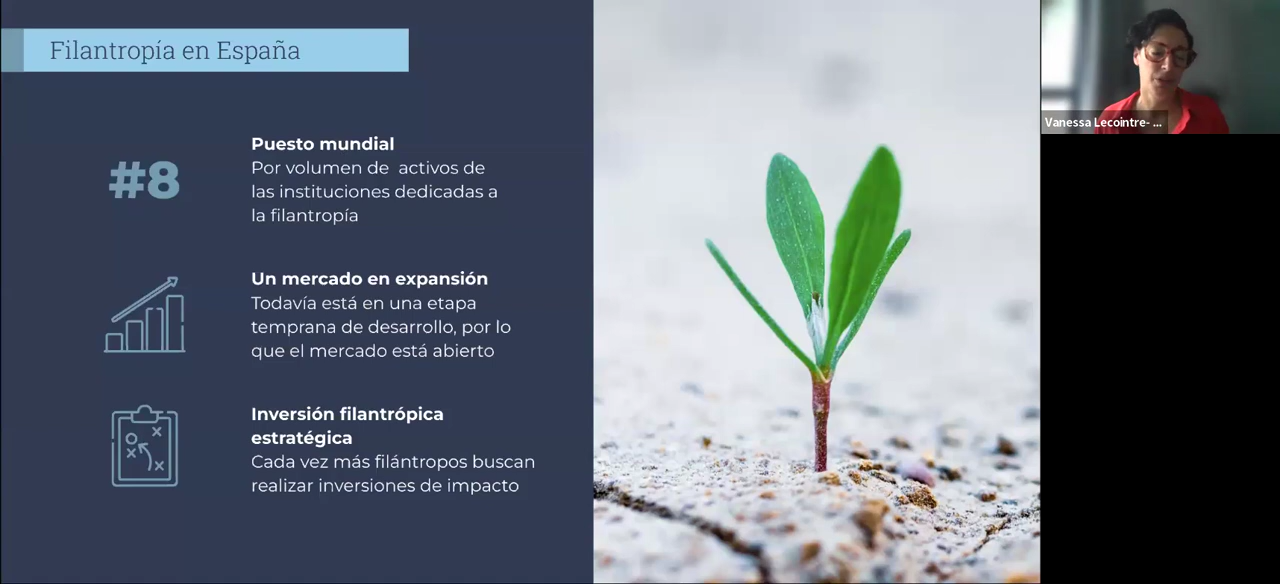 Filantropía en España
#8
Puesto mundial
Por volumen de activos de
las instituciones dedicadas a
la filantropía
Un mercado en expansión
Todavía está en una etapa
temprana de desarrollo, por lo
que el mercado está abierto
Inversión filantrópica
estratégica
Cada vez más filántropos buscan
realizar inversiones de impacto
Vanessa Lecointre- ...